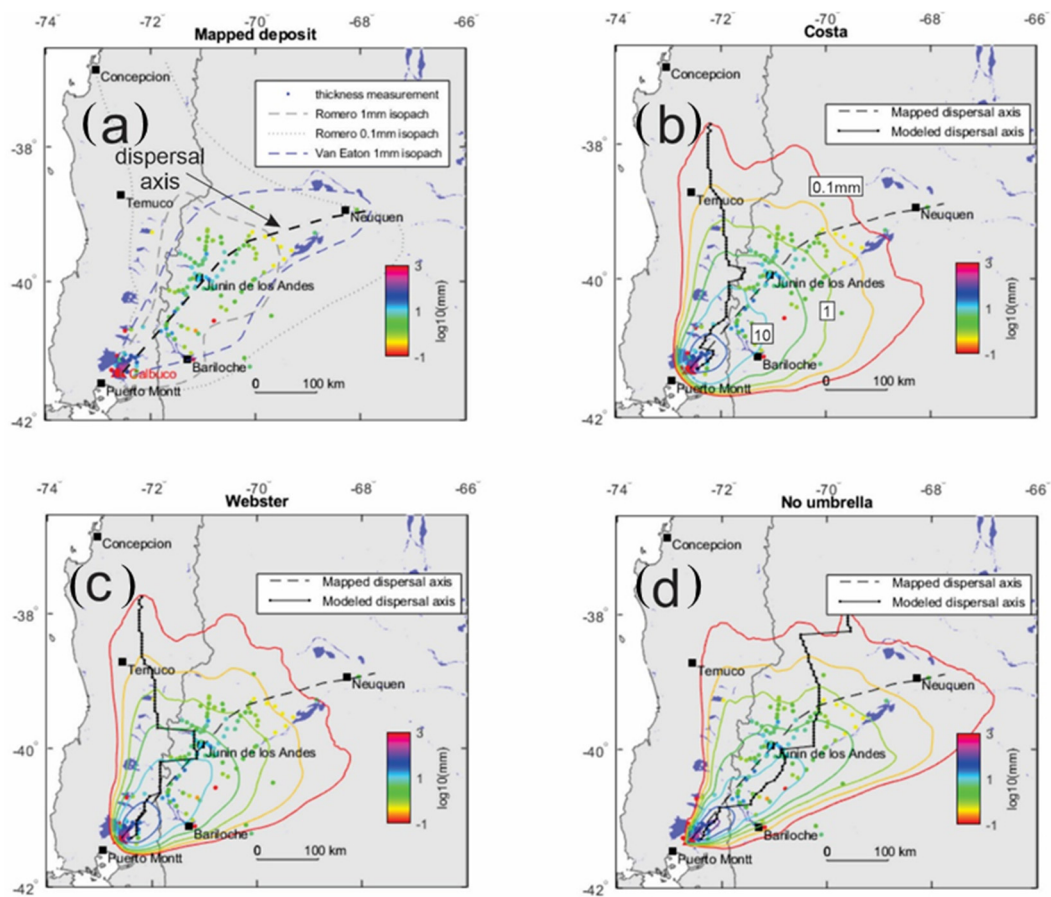 -74° -72° -70° -68° -66°
Mapped deposit
(a)
Concepcion
thickness measurement
Romero 1mm isopach
Romero 0.1mm isopach
Van Eaton 1mm isopach
-38°
dispersal
axis
Temuco
Neuquen
-40°
Junin de los Andes
3
1
-1
log10(mm)
Calbuco
Bariloche
Puerto Montt
0 100 km
-42°
-74° -72° -70° -68° -66°
Costa
(b)
Concepcion
Mapped dispersal axis
Modeled dispersal axis
-38°
0.1mm
Temuco
Neuquen
-40°
Junin de los Andes
1
10
3
1
-1
log10(mm)
Bariloche
Puerto Montt
0 100 km
-42°
-74° -72° -70° -68° -66°
Webster
(c)
Concepcion
Mapped dispersal axis
Modeled dispersal axis
-38°
Temuco
Neuquen
-40°
Junin de los Andes
3
1
-1
log10(mm)
Bariloche
Puerto Montt
0 100 km
-42°
-74° -72° -70° -68° -66°
No umbrella
(d)
Concepcion
Mapped dispersal axis
Modeled dispersal axis
-38°
Temuco
Neuquen
-40°
Junin de los Andes
3
1
-1
log10(mm)
Bariloche
Puerto Montt
0 100 km
-42°